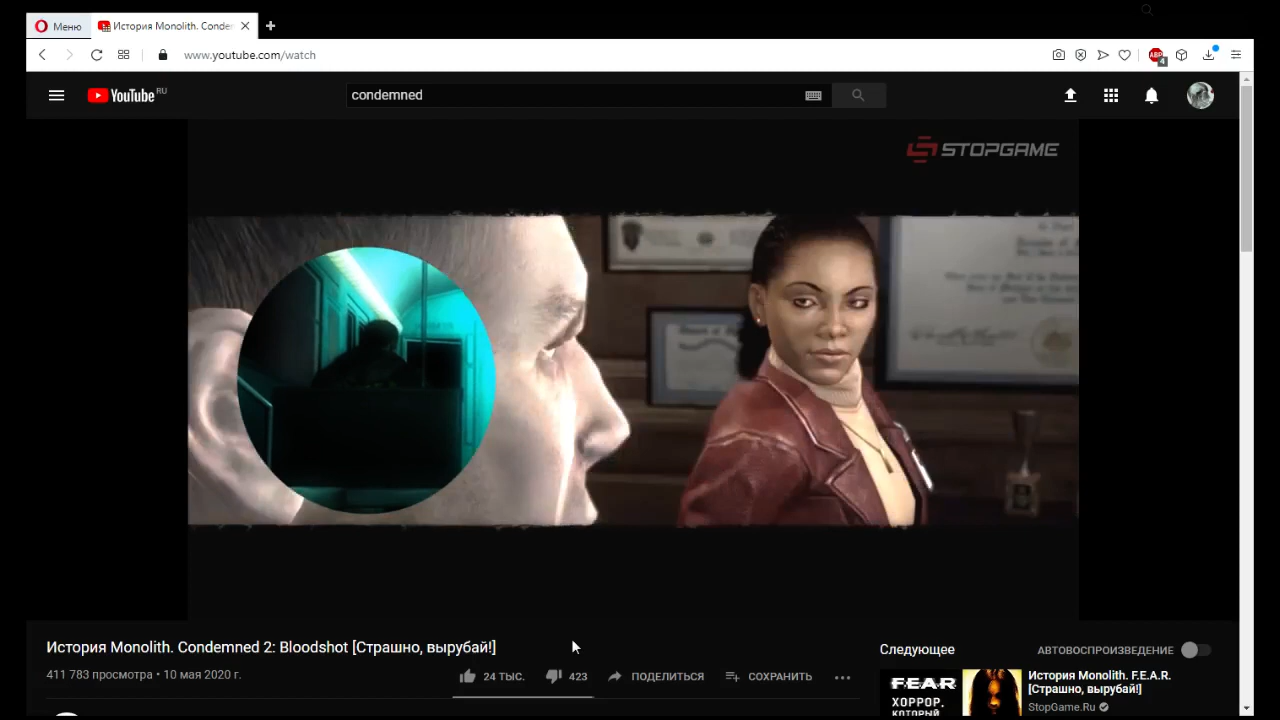 Меню
История Monolith. Conde
www.youtube.com/watch
ABP
4
YouTube RU
condemned
STOPGAME
История Monolith. Condemned 2: Bloodshot [Страшно, вырубай!]
411 783 просмотра • 10 мая 2020 г.
24 ТЫС.
423
ПОДЕЛИТЬСЯ
СОХРАНИТЬ
Следующее
АВТОВОСПРОИЗВЕДЕНИЕ
FEAR
ХОРРОР,
КОТОРЫЙ
История Monolith. F.E.A.R.
[Страшно, вырубай!]
StopGame.Ru